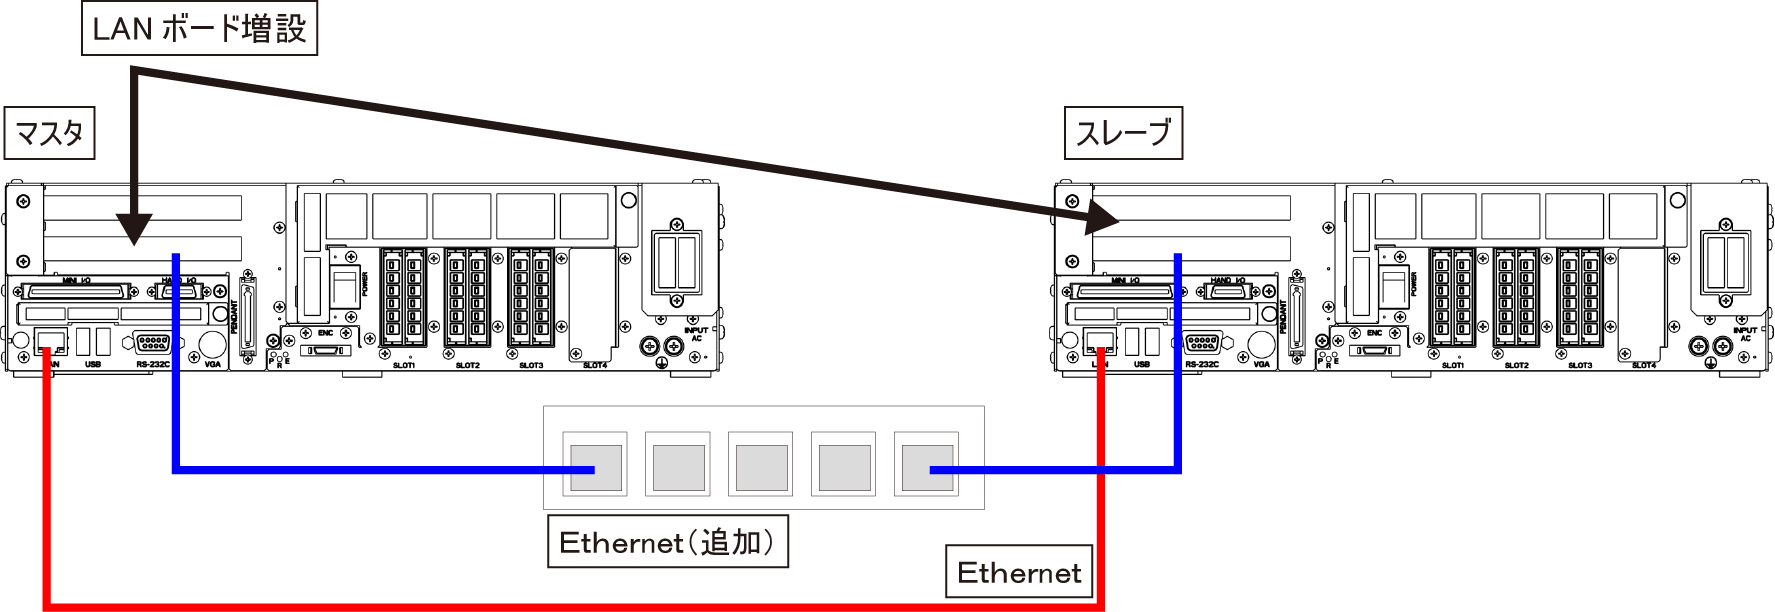 LAN ボード増設
マスタ
スレーブ
MINI I/O
HAND I/O
PENDANT
POWER
ENC
INPUT
AC
LAN
USB
RS-232C
VGA
P
R
E
SLOT1
SLOT2
SLOT3
SLOT4
MINI I/O
HAND I/O
PENDANT
POWER
ENC
INPUT
AC
LAN
USB
RS-232C
VGA
P
R
E
SLOT1
SLOT2
SLOT3
SLOT4
Ethernet(追加)
Ethernet